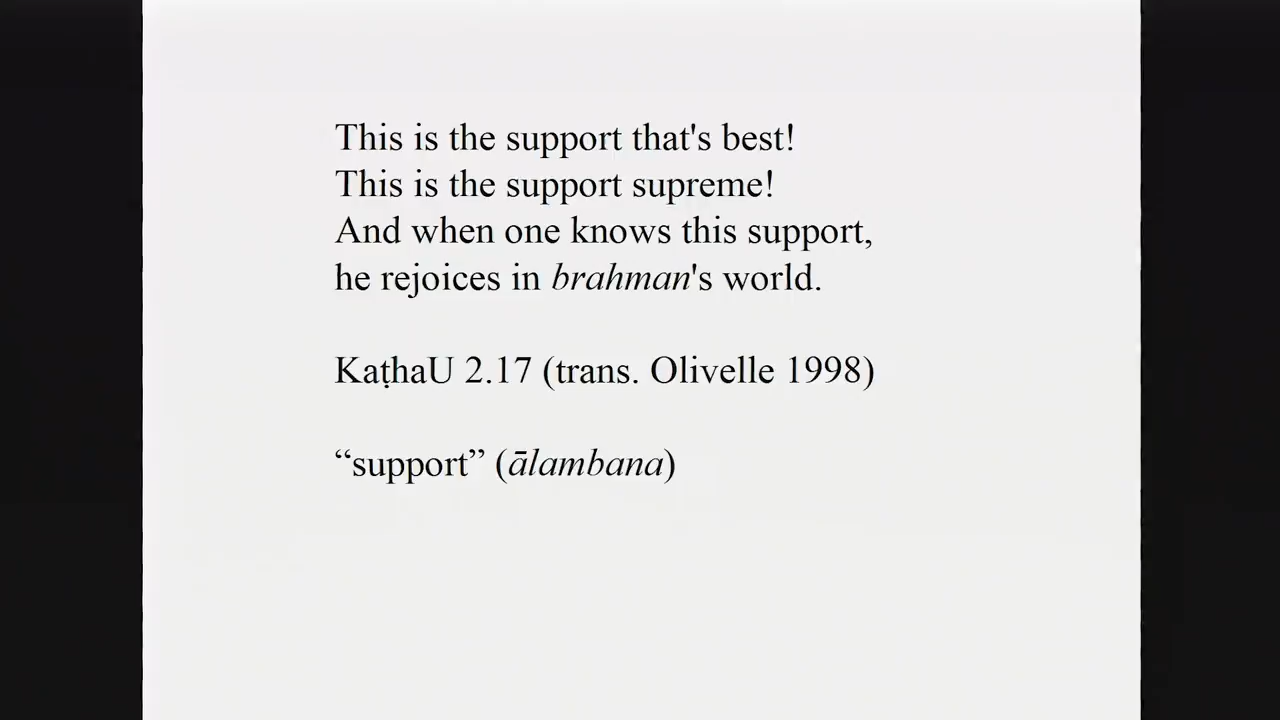 This is the support that's best!
This is the support supreme!
And when one knows this support,
he rejoices in brahman's world.
KaṭhaU 2.17 (trans. Olivelle 1998)
“support” (ālambana)